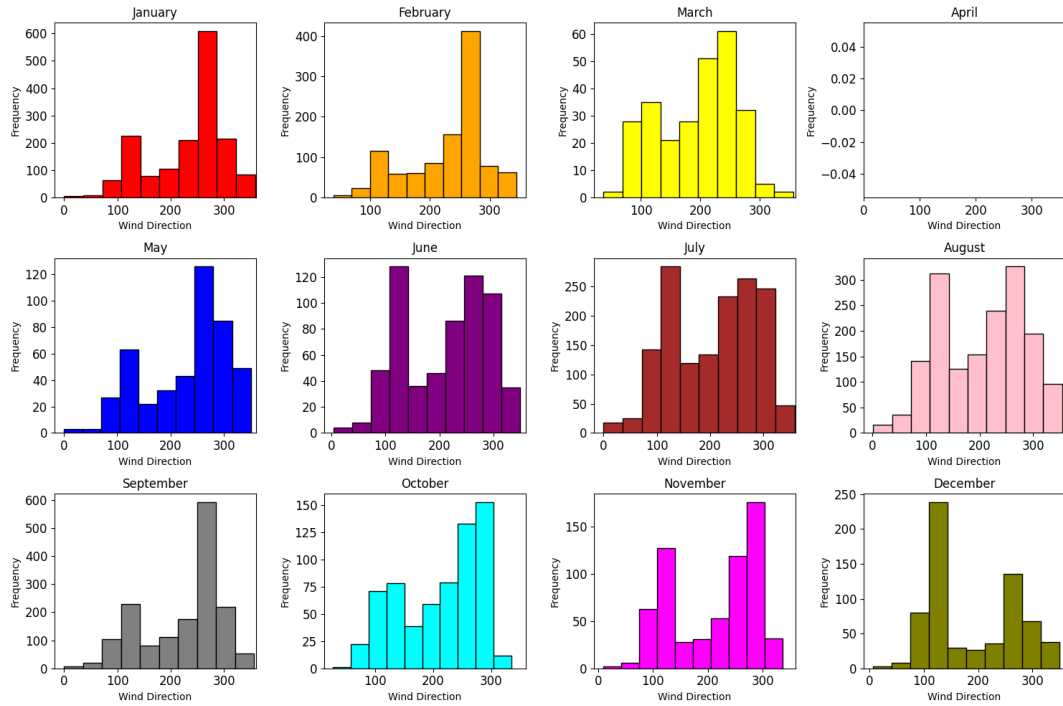 January
600
500
400
300
200
100
0
Frequency
0 100 200 300
Wind Direction
February
400
300
200
100
0
Frequency
100 200 300
Wind Direction
March
60
50
40
30
20
10
0
Frequency
100 200 300
Wind Direction
April
0.04
0.02
0.00
−0.02
−0.04
Frequency
0 100 200 300
Wind Direction
May
120
100
80
60
40
20
0
Frequency
0 100 200 300
Wind Direction
June
120
100
80
60
40
20
0
Frequency
0 100 200 300
Wind Direction
July
250
200
150
100
50
0
Frequency
0 100 200 300
Wind Direction
August
300
250
200
150
100
50
0
Frequency
0 100 200 300
Wind Direction
September
600
500
400
300
200
100
0
Frequency
0 100 200 300
Wind Direction
October
150
125
100
75
50
25
0
Frequency
100 200 300
Wind Direction
November
150
100
50
0
Frequency
0 100 200 300
Wind Direction
December
250
200
150
100
50
0
Frequency
0 100 200 300
Wind Direction